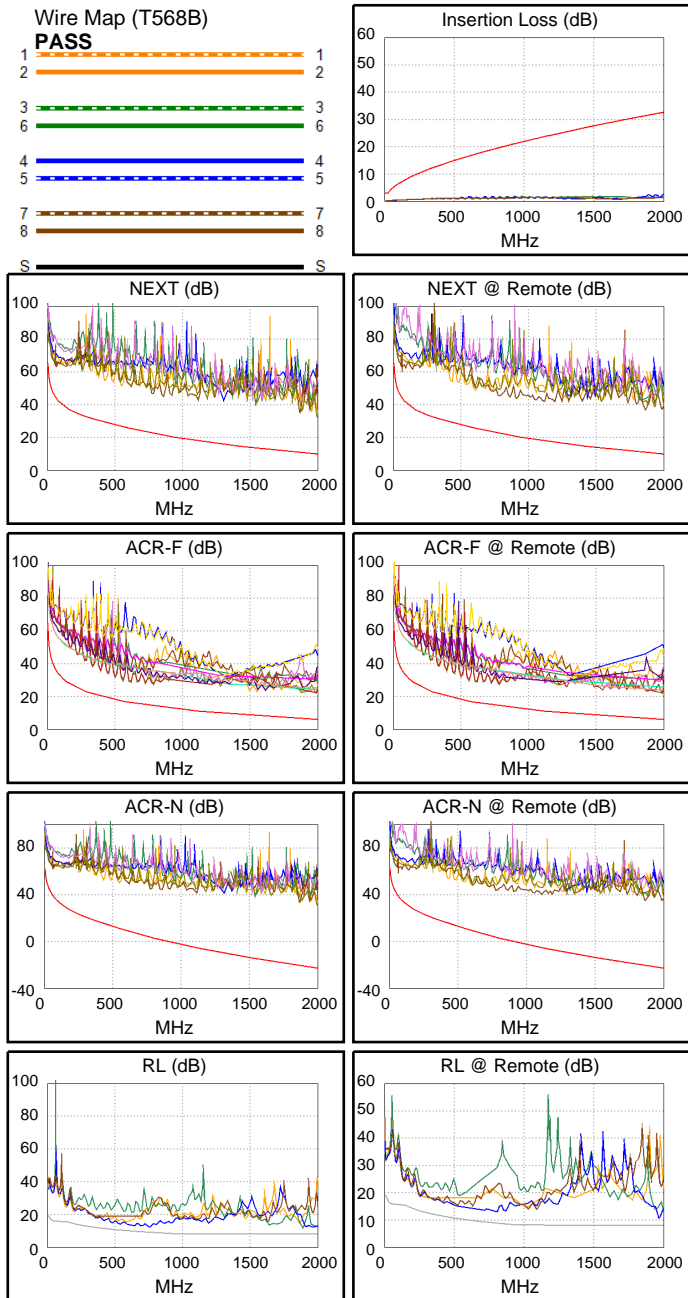 Wire Map (T568B)
PASS
1 1
2 2
3 3
6 6
4 4
5 5
7 7
8 8
S S
Insertion Loss (dB)
60
50
40
30
20
10
0
0 500 1000 1500 2000
MHz
NEXT (dB)
100
80
60
40
20
0
0 500 1000 1500 2000
MHz
NEXT @ Remote (dB)
100
80
60
40
20
0
0 500 1000 1500 2000
MHz
ACR-F (dB)
100
80
60
40
20
0
0 500 1000 1500 2000
MHz
ACR-F @ Remote (dB)
100
80
60
40
20
0
0 500 1000 1500 2000
MHz
ACR-N (dB)
80
40
0
-40
0 500 1000 1500 2000
MHz
ACR-N @ Remote (dB)
80
40
0
-40
0 500 1000 1500 2000
MHz
RL (dB)
100
80
60
40
20
0
0 500 1000 1500 2000
MHz
RL @ Remote (dB)
60
50
40
30
20
10
0
0 500 1000 1500 2000
MHz